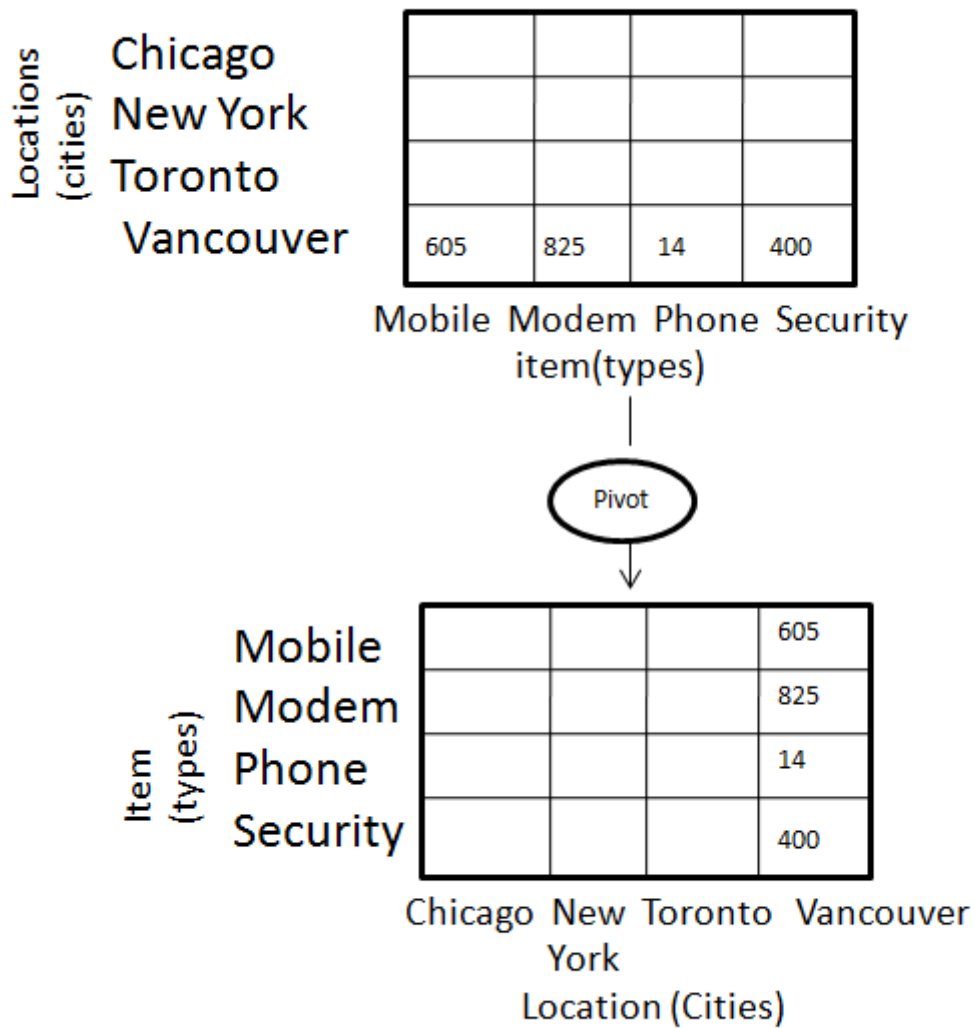 Locations
(cities)
Chicago
New York
Toronto
Vancouver
605 825 14 400
Mobile Modem Phone Security
item(types)
Pivot
Item
(types)
Mobile
Modem
Phone
Security
605
825
14
400
Chicago New Toronto Vancouver
York
Location (Cities)